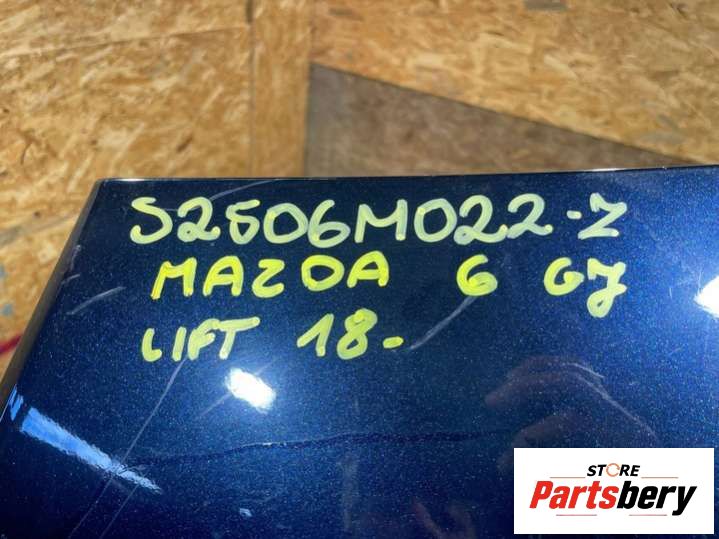 S2506M022-Z
MAZDA 6 GJ
LIFT 18-
STORE
Partsbery